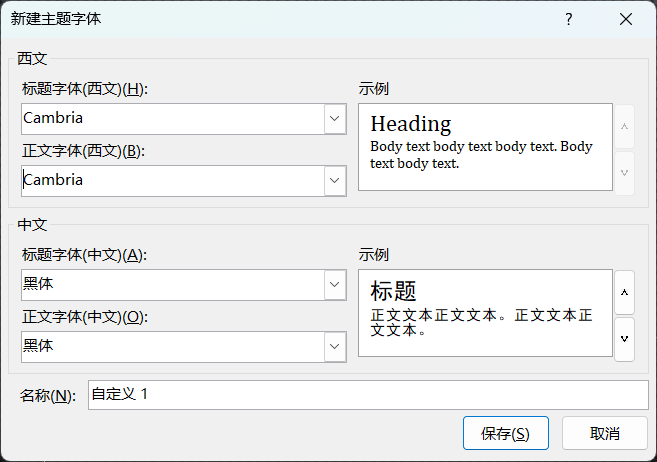 新建主题字体
?
西文
标题字体(西文)(H):
示例
Cambria
Heading
Body text body text body text. Body
text body text.
正文字体(西文)(B):
Cambria
中文
标题字体(中文)(A):
示例
黑体
标题
正文文本正文文本。正文文本正
文文本。
正文字体(中文)(O):
黑体
名称(N):
自定义 1
保存(S)
取消